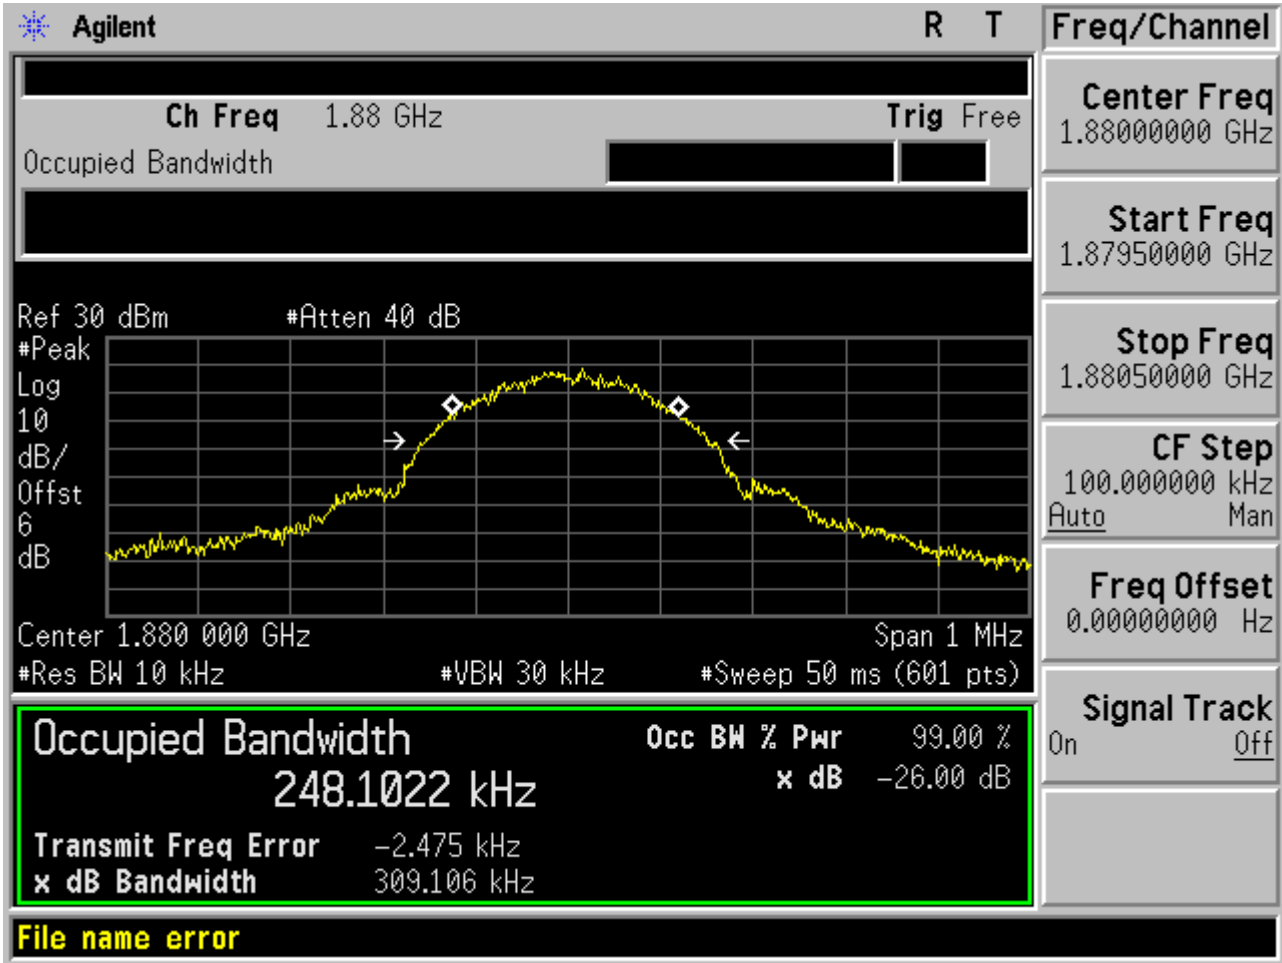 Agilent R T Freq/Channel
Ch Freq 1.88 GHz Trig Free
Occupied Bandwidth
Center Freq
1.88000000 GHz
Start Freq
1.87950000 GHz
Stop Freq
1.88050000 GHz
CF Step
100.000000 kHz
Auto Man
Freq Offset
0.00000000 Hz
Signal Track
On Off
Ref 30 dBm #Atten 40 dB
#Peak
Log
10
dB/
Offst
6
dB
Center 1.880 000 GHz Span 1 MHz
#Res BW 10 kHz #VBW 30 kHz #Sweep 50 ms (601 pts)
Occupied Bandwidth Occ BW % Pwr 99.00 %
248.1022 kHz x dB -26.00 dB
Transmit Freq Error -2.475 kHz
x dB Bandwidth 309.106 kHz
File name error